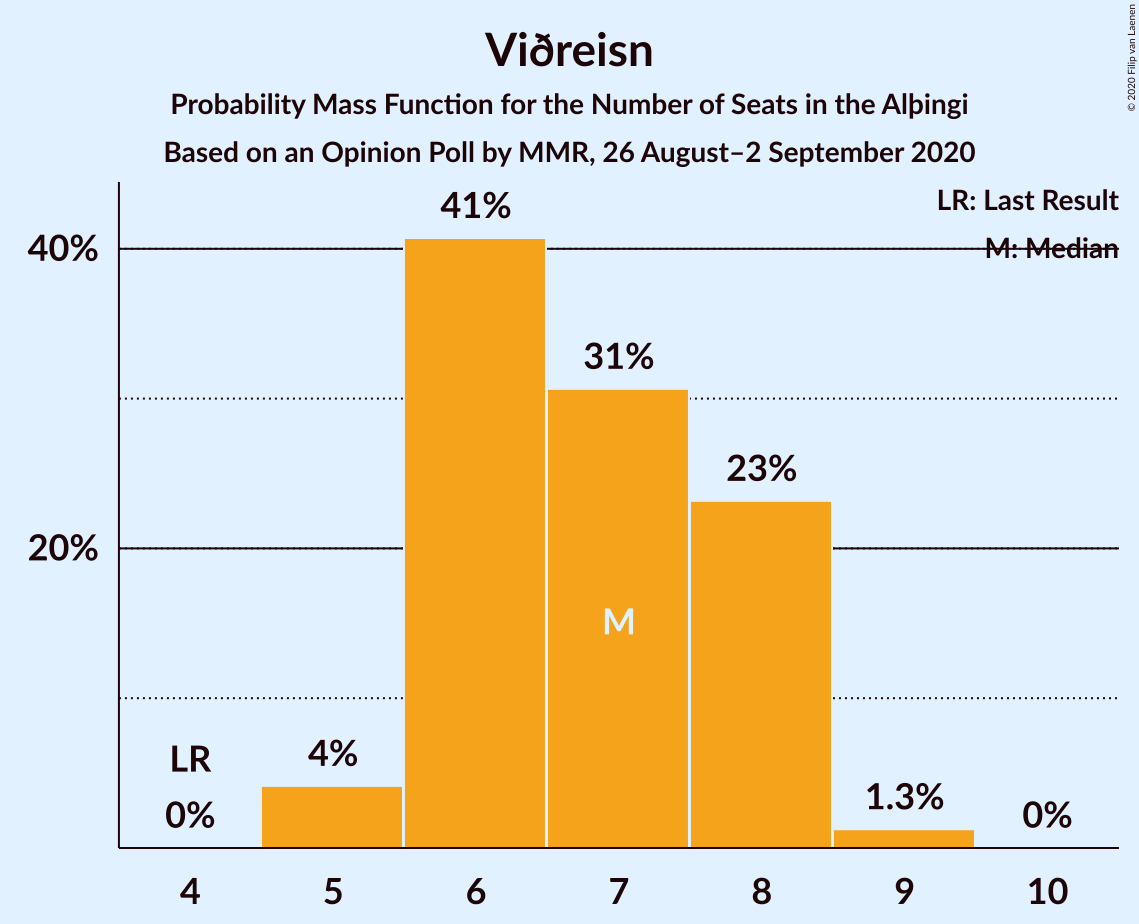 Viðreisn
Probability Mass Function for the Number of Seats in the Alþingi
Based on an Opinion Poll by MMR, 26 August–2 September 2020
© 2020 Filip van Laenen
LR: Last Result
M: Median
40%
20%
41%
31%
23%
M
LR
0%
4%
1.3%
0%
4 5 6 7 8 9 10